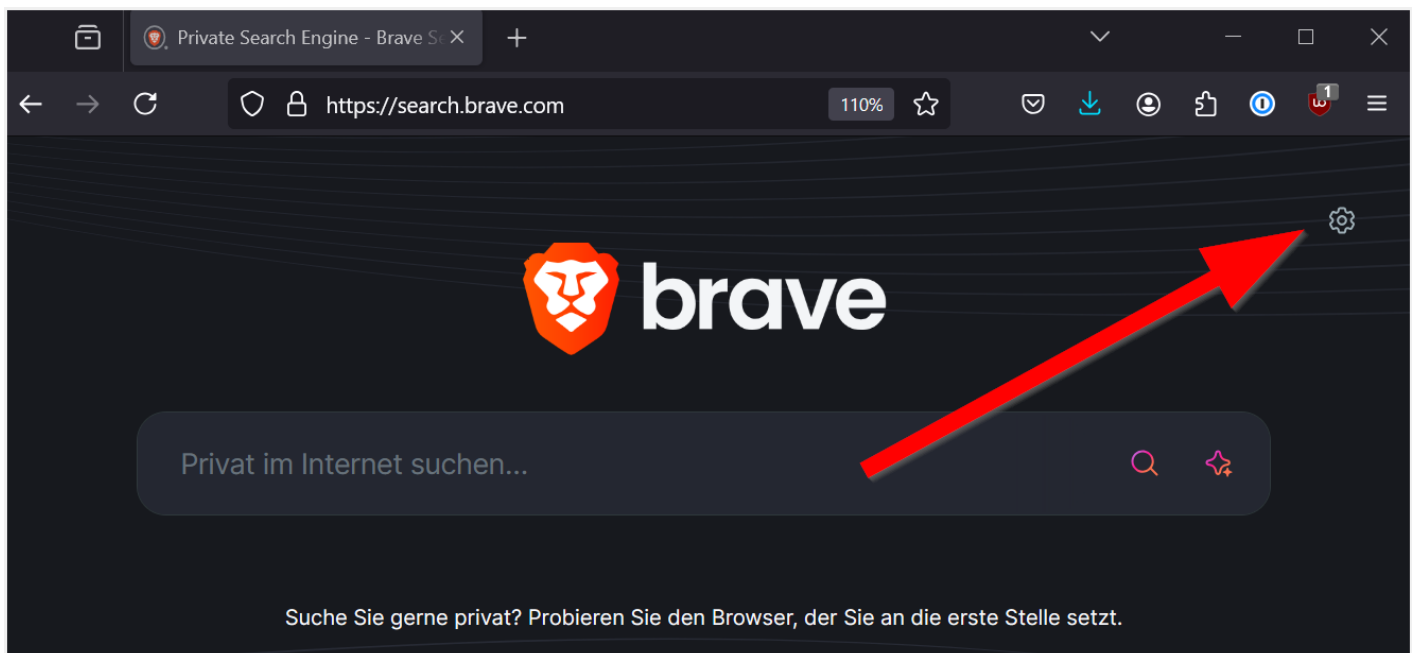 Private Search Engine - Brave Se
https://search.brave.com
110%
1
brave
Privat im Internet suchen...
Suche Sie gerne privat? Probieren Sie den Browser, der Sie an die erste Stelle setzt.